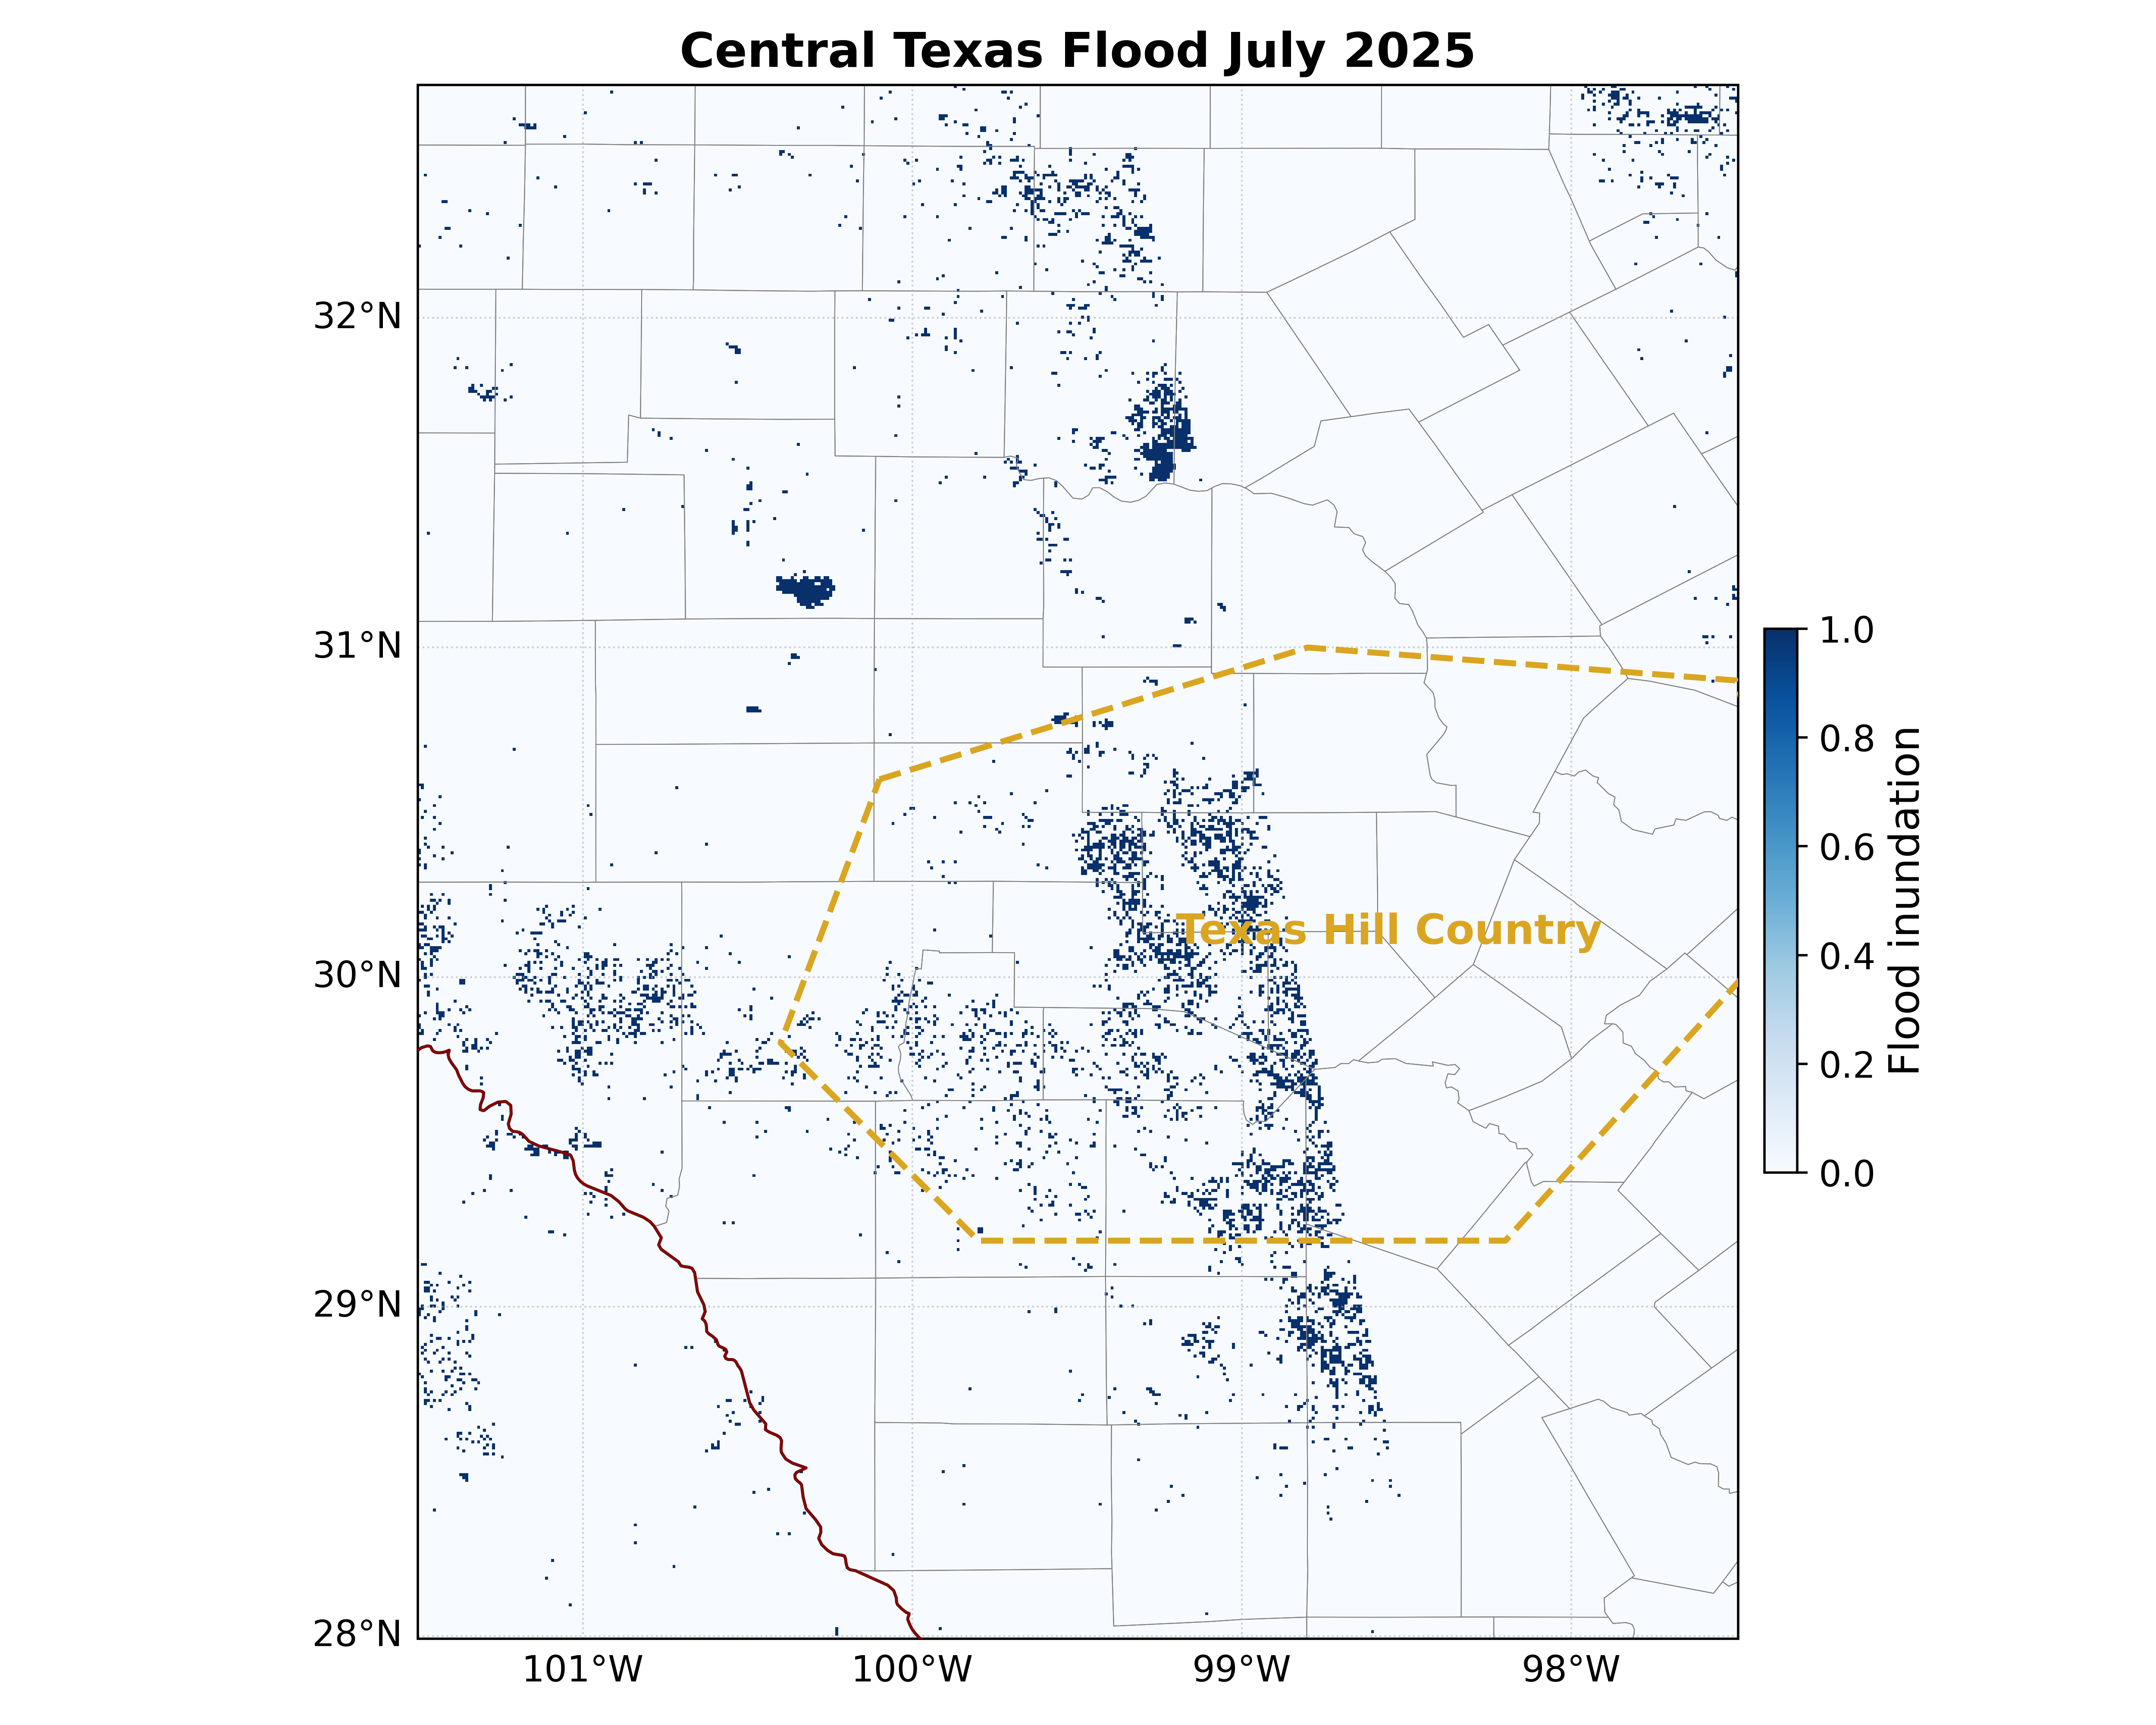 Central Texas Flood July 2025
32°N
31°N
30°N
29°N
28°N
101°W
100°W
99°W
98°W
Texas Hill Country
1.0
0.8
0.6
0.4
0.2
0.0
Flood inundation